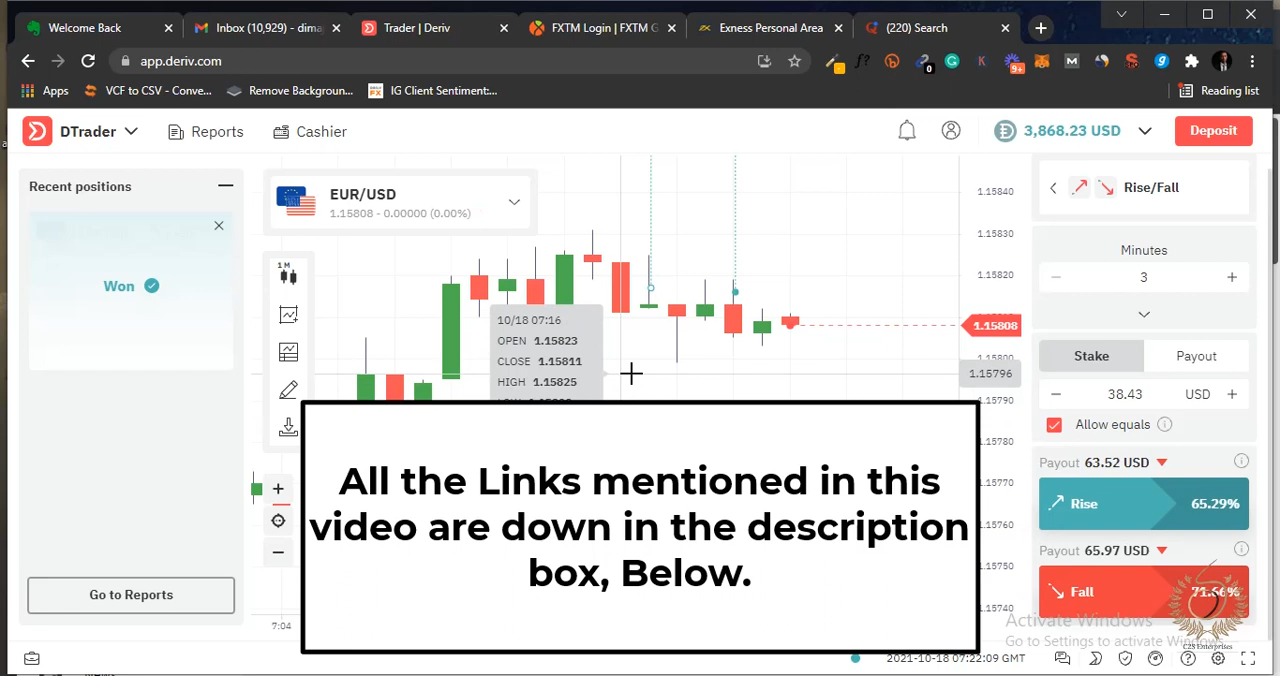 Welcome Back
Inbox (10,929) - dima
Trader | Deriv
FXTM Login | FXTM G
Exness Personal Area
(220) Search
app.deriv.com
0
9+
Apps
VCF to CSV - Conve...
Remove Backgroun...
IG Client Sentiment:...
Reading list
DTrader
Reports
Cashier
3,868.23 USD
Deposit
Recent positions
Won
Go to Reports
EUR/USD
1.15808 - 0.00000 (0.00%)
1M
10/18 07:16
OPEN 1.15823
CLOSE 1.15811
HIGH 1.15825
1.15840
1.15830
1.15820
1.15808
1.15800
1.15796
1.15790
1.15780
1.15770
1.15760
1.15750
1.15740
7:04
All the Links mentioned in this
video are down in the description
box, Below.
Rise/Fall
Minutes
3
Stake
Payout
38.43
USD
Allow equals
Payout 63.52 USD
Rise
65.29%
Payout 65.97 USD
Fall
71.66%
Activate Windows
Go to Settings to activate Windows.
C2S Enterprises
2021-10-18 07:22:09 GMT